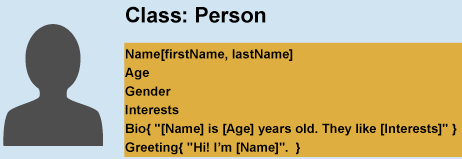 Class: Person
Name[firstName, lastName]
Age
Gender
Interests
Bio{ "[Name] is [Age] years old. They like [Interests]" }
Greeting{ "Hi! I’m [Name]".  }